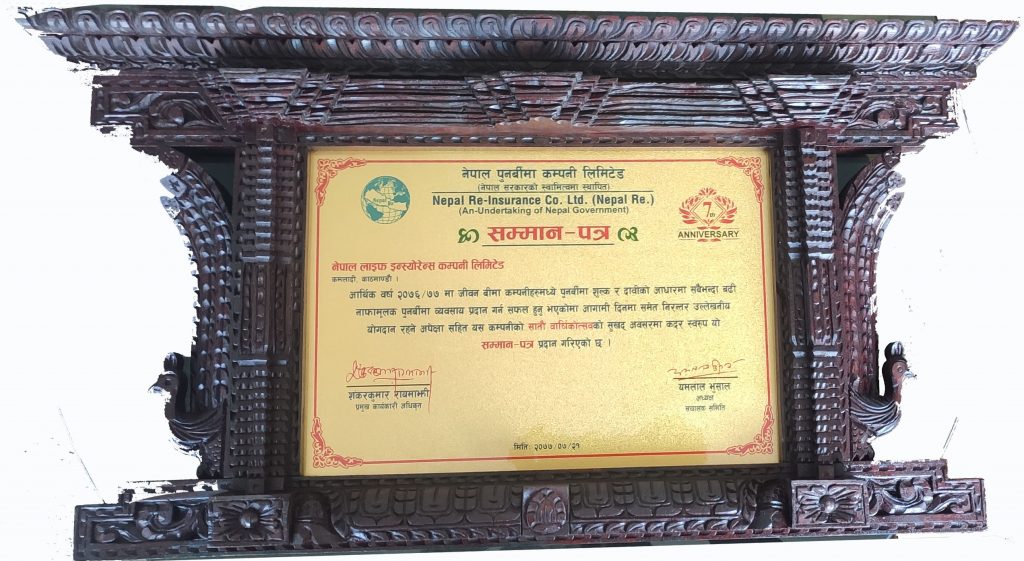 नेपाल पुनर्बीमा कम्पनी लिमिटेड
(नेपाल सरकारको स्वामित्वमा स्थापित)
Nepal Re-Insurance Co. Ltd. (Nepal Re.)
(An-Undertaking of Nepal Government)
7th
ANNIVERSARY
सम्मान-पत्र
नेपाल लाइफ इन्स्योरेन्स कम्पनी लिमिटेड
कमलादी, काठमाण्डौ ।
आर्थिक वर्ष २०७६/७७ मा जीवन बीमा कम्पनीहरुमध्ये पुनर्बीमा शुल्क र दावीको आधारमा सबैभन्दा बढी
नाफामूलक पुनर्बीमा व्यवसाय प्रदान गर्न सफल हुनु भएकोमा आगामी दिनमा समेत निरन्तर उल्लेखनीय
योगदान रहने अपेक्षा सहित यस कम्पनीको सातौं वार्षिकोत्सवको सुखद् अवसरमा कदर स्वरुप यो
सम्मान-पत्र प्रदान गरिएको छ ।
शंकरकुमार रायमाझी
प्रमुख कार्यकारी अधिकृत
यमलाल भुसाल
अध्यक्ष
संचालक समिति
मिति: २०७७/०७/२१